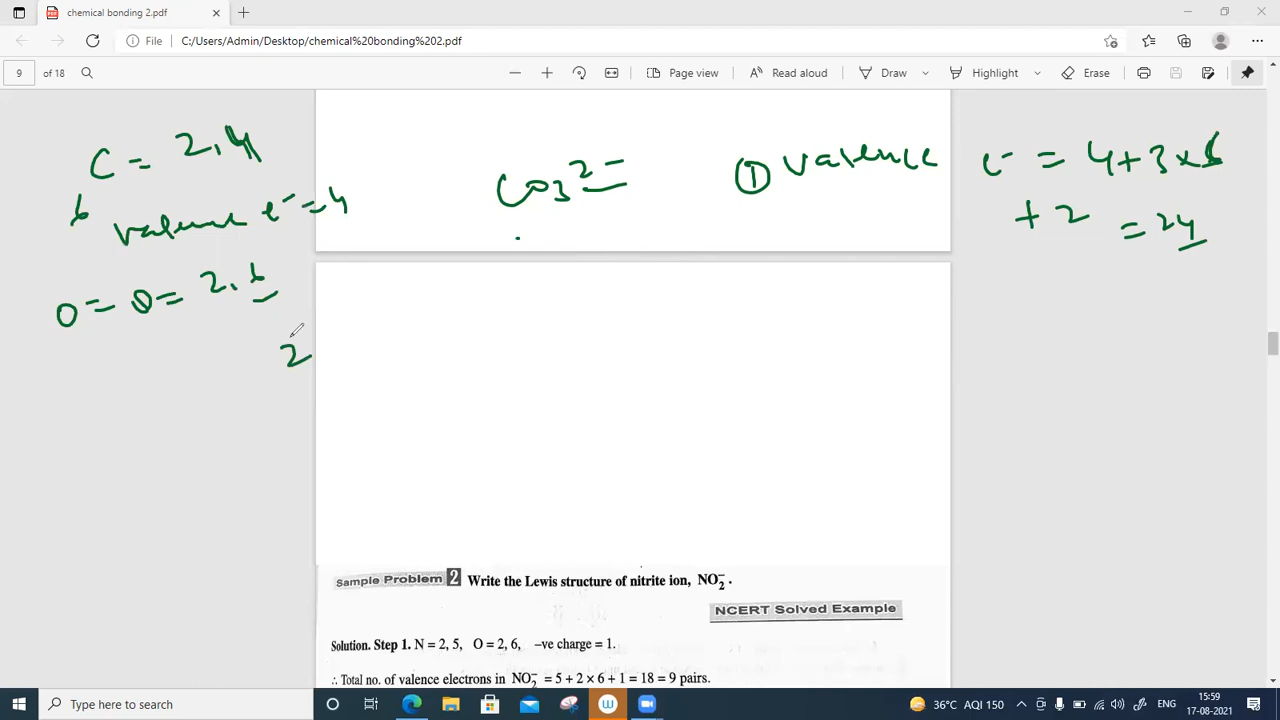 chemical bonding 2.pdf
File C:/Users/Admin/Desktop/chemical%20bonding%202.pdf
9 of 18 Page view Read aloud Draw Highlight Erase
C = 2,4
6 valence e- = 4
O = 8 = 2,6
2
CO3 2-
① valence e- = 4+3×6
+2 = 24
Sample Problem 2 Write the Lewis structure of nitrite ion, NO2-.
NCERT Solved Example
Solution. Step 1. N = 2, 5, O = 2, 6, –ve charge = 1.
∴ Total no. of valence electrons in NO2- = 5 + 2 × 6 + 1 = 18 = 9 pairs.
Type here to search
36°C AQI 150
15:59
17-08-2021